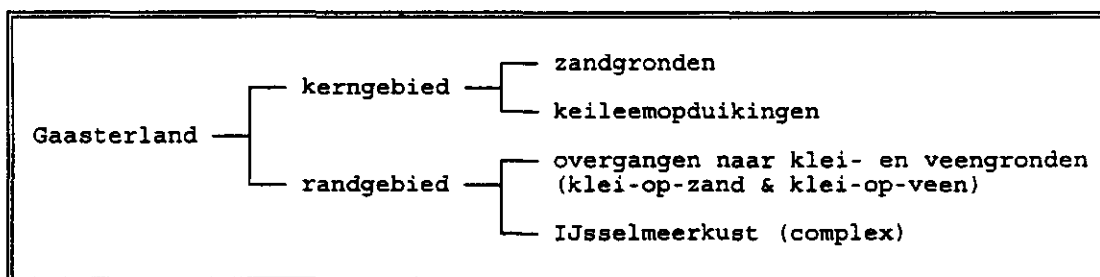 zandgronden
kerngebied
keileemopduikingen
Gaasterland
overgangen naar klei- en veengronden
randgebied
(klei-op-zand & klei-op-veen)
IJsselmeerkust (complex)